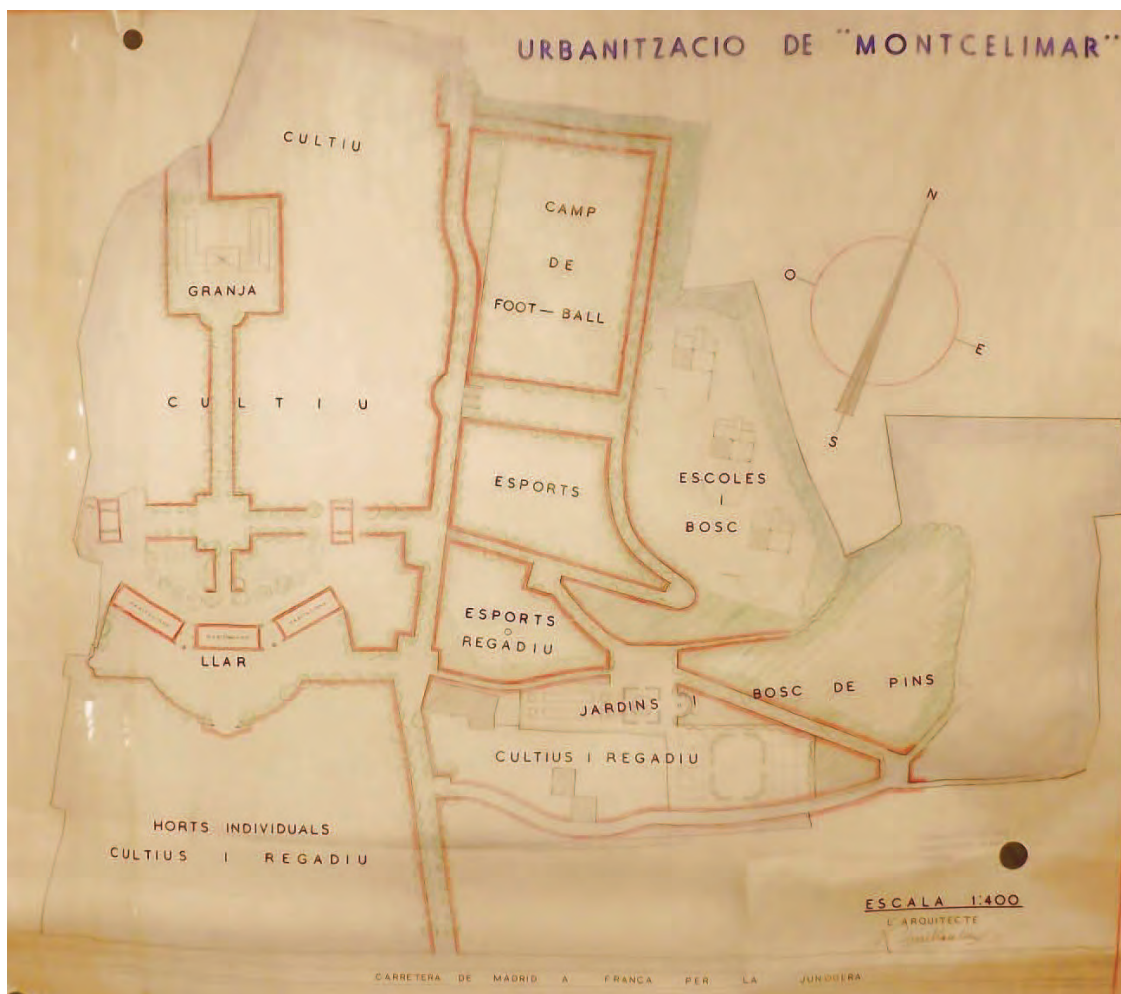 URBANITZACIO DE "MONTCELIMAR"
CULTIU
CAMP
DE
FOOT-BALL
N
O
E
S
GRANJA
CULTIU
ESPORTS
ESCOLES
I
BOSC
ESPORTS
O
REGADIU
LLAR
BOSC DE PINS
JARDINS I
CULTIUS I REGADIU
HORTS INDIVIDUALS
CULTIUS I REGADIU
ESCALA 1:400
L'ARQUITECTE
CARRETERA DE MADRID A FRANCA PER LA JUNQUERA